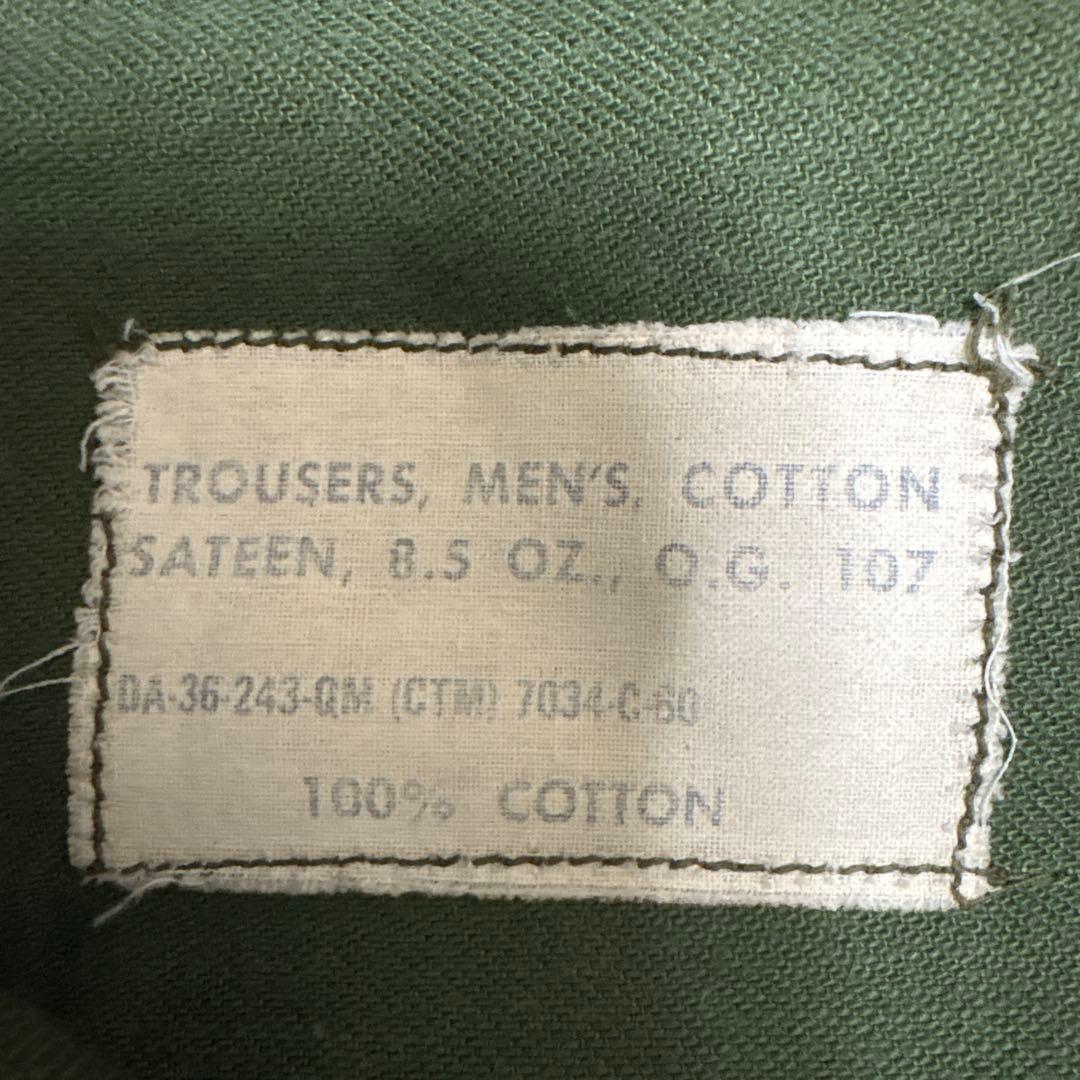 TROUSERS, MEN'S, COTTON
SATEEN, 8.5 OZ., O.G. 107
DA-36-243-QM (CTM) 7034-C-60
100% COTTON